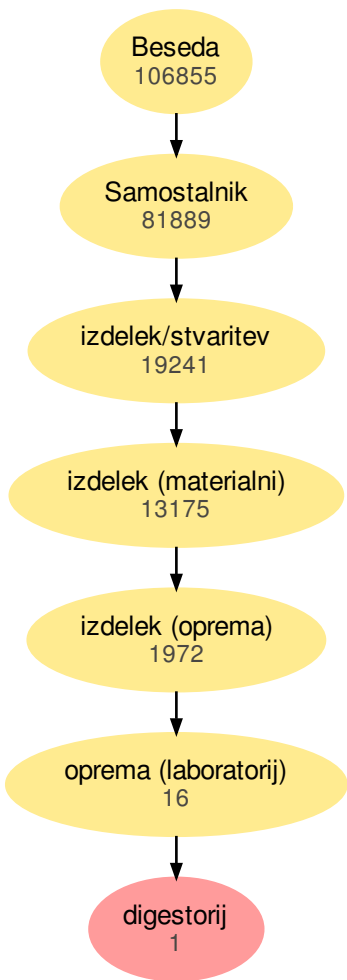 Beseda
106855
Samostalnik
81889
izdelek/stvaritev
19241
izdelek (materialni)
13175
izdelek (oprema)
1972
oprema (laboratorij)
16
digestorij
1